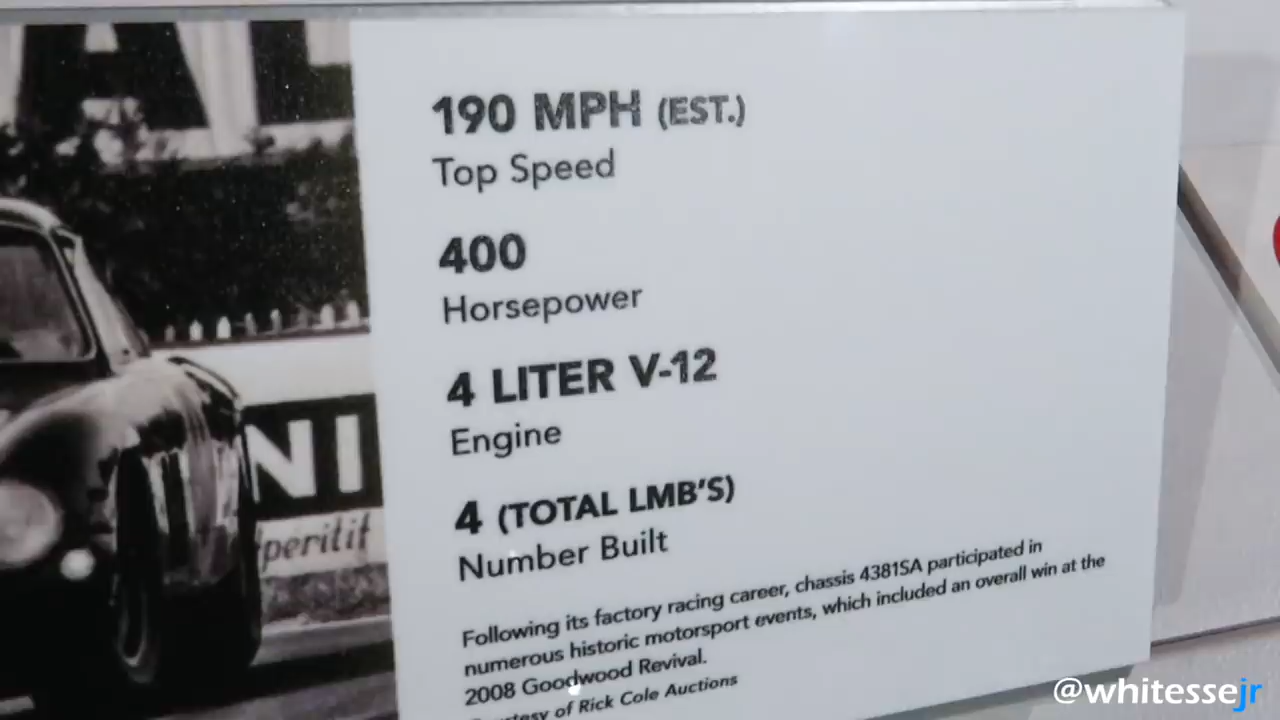 190 MPH (EST.)
Top Speed
400
Horsepower
4 LITER V-12
Engine
4 (TOTAL LMB'S)
Number Built
Following its factory racing career, chassis 4381SA participated in
numerous historic motorsport events, which included an overall win at the
2008 Goodwood Revival.
of Rick Cole Auctions
NI
@whitessejr